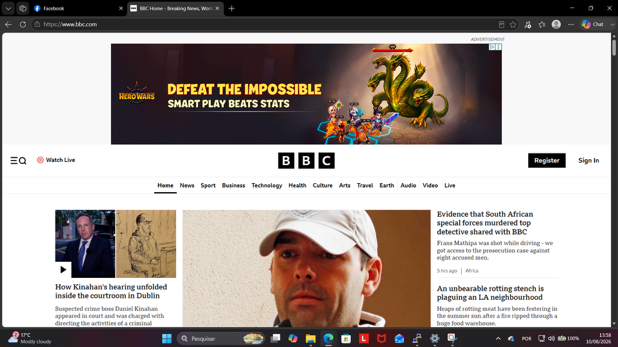 Facebook
BBC Home - Breaking News, World
https://www.bbc.com
Chat
ADVERTISEMENT
HERO WARS
DEFEAT THE IMPOSSIBLE
SMART PLAY BEATS STATS
Watch Live
BBC
Register
Sign In
Home News Sport Business Technology Health Culture Arts Travel Earth Audio Video Live
How Kinahan's hearing unfolded
inside the courtroom in Dublin
Suspected crime boss Daniel Kinahan
appeared in court and was charged with
directing the activities of a criminal
Evidence that South African
special forces murdered top
detective shared with BBC
Frans Mathipa was shot while driving - we
got access to the prosecution case against
eight accused men.
5 hrs ago Africa
An unbearable rotting stench is
plaguing an LA neighbourhood
Heaps of rotting meat have been festering in
the summer sun after a fire ripped through a
huge food warehouse.
2
17°C
Mostly cloudy
Pesquisar
POR
100%
13:58
10/08/2026